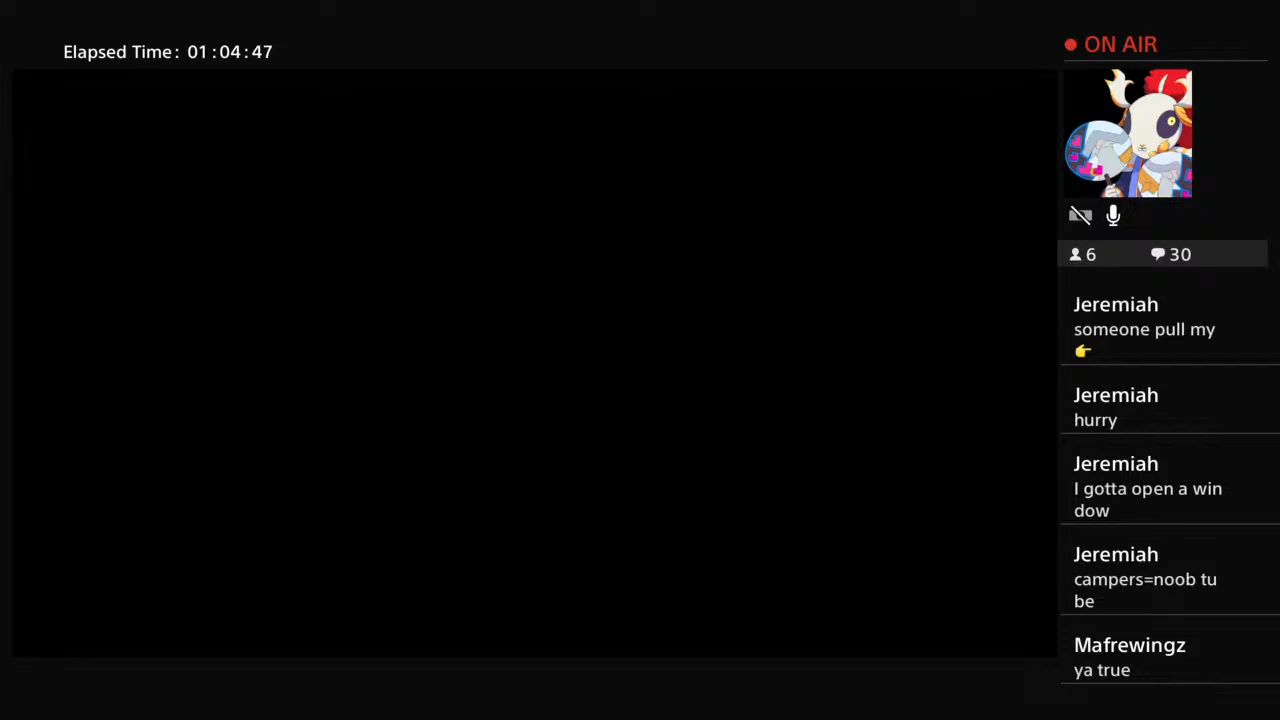 Elapsed Time: 01:04:47
ON AIR
6 30
Jeremiah
someone pull my
👉
Jeremiah
hurry
Jeremiah
I gotta open a win
dow
Jeremiah
campers=noob tu
be
Mafrewingz
ya true